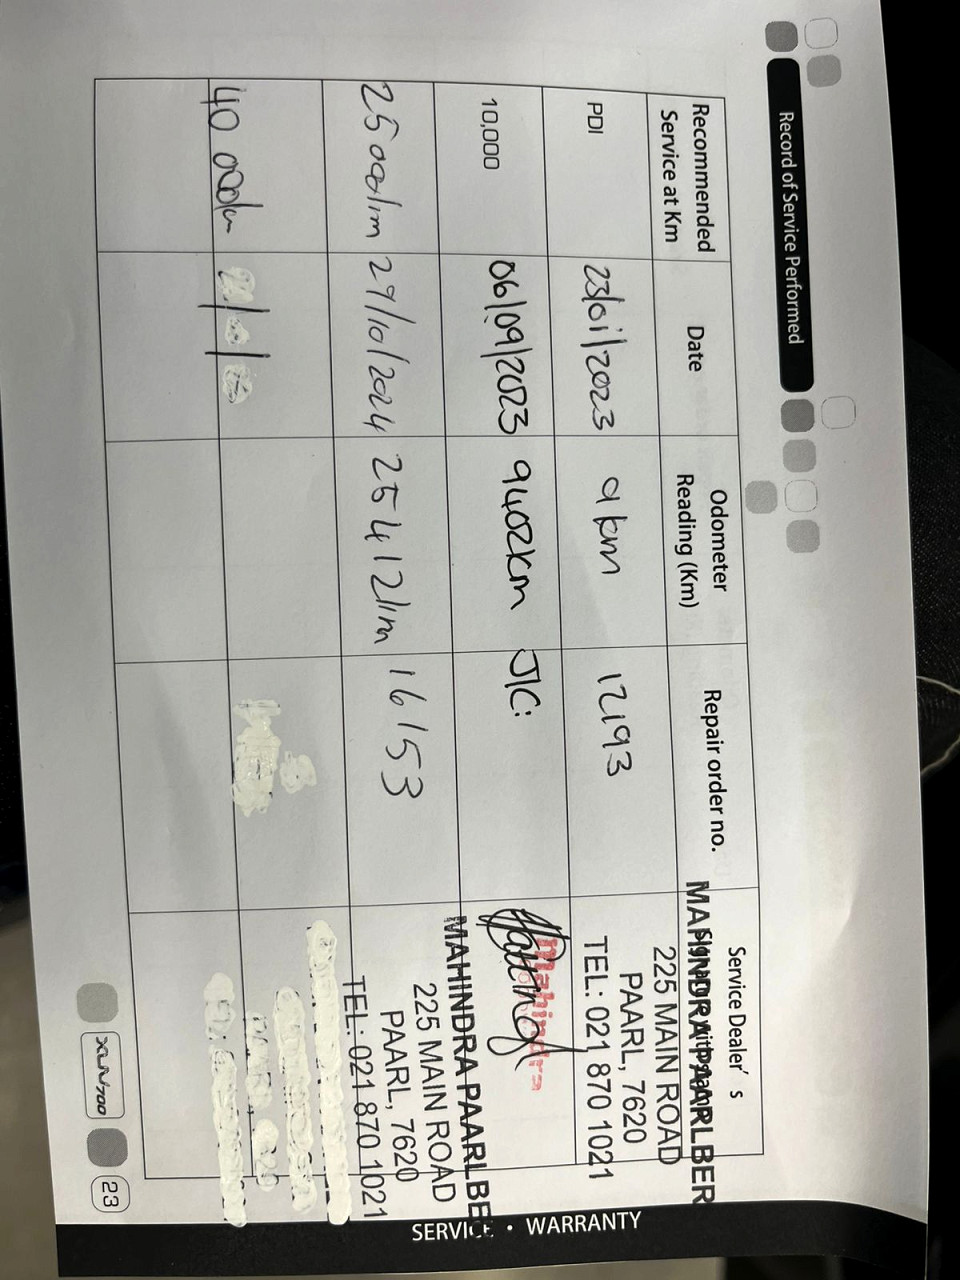 Record of Service Performed
Recommended Service at Km
Date
Odometer Reading (Km)
Repair order no.
Service Dealer's
MAHINDRA PAARLBER
225 MAIN ROAD
PAARL, 7620
TEL: 021 870 1021
PDI
23/01/2023
9km
12193
10,000
06/09/2023
9402km
J/C:
Mahindra
25 000km
29/10/2024
25412km
16153
MAHINDRA PAARLBE
225 MAIN ROAD
PAARL, 7620
TEL: 021 870 1021
40 000km
SERVICE • WARRANTY
XUV700
23